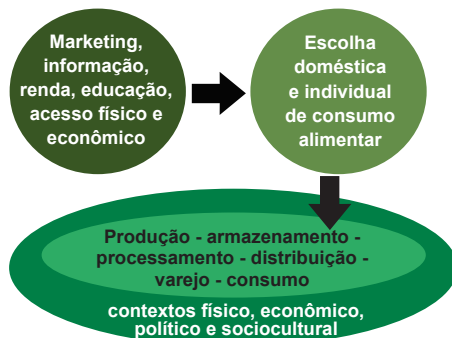 Marketing,
informação,
renda, educação,
acesso físico e
econômico
Escolha
doméstica
e individual
de consumo
alimentar
Produção - armazenamento -
processamento - distribuição -
varejo - consumo
contextos físico, econômico,
político e sociocultural